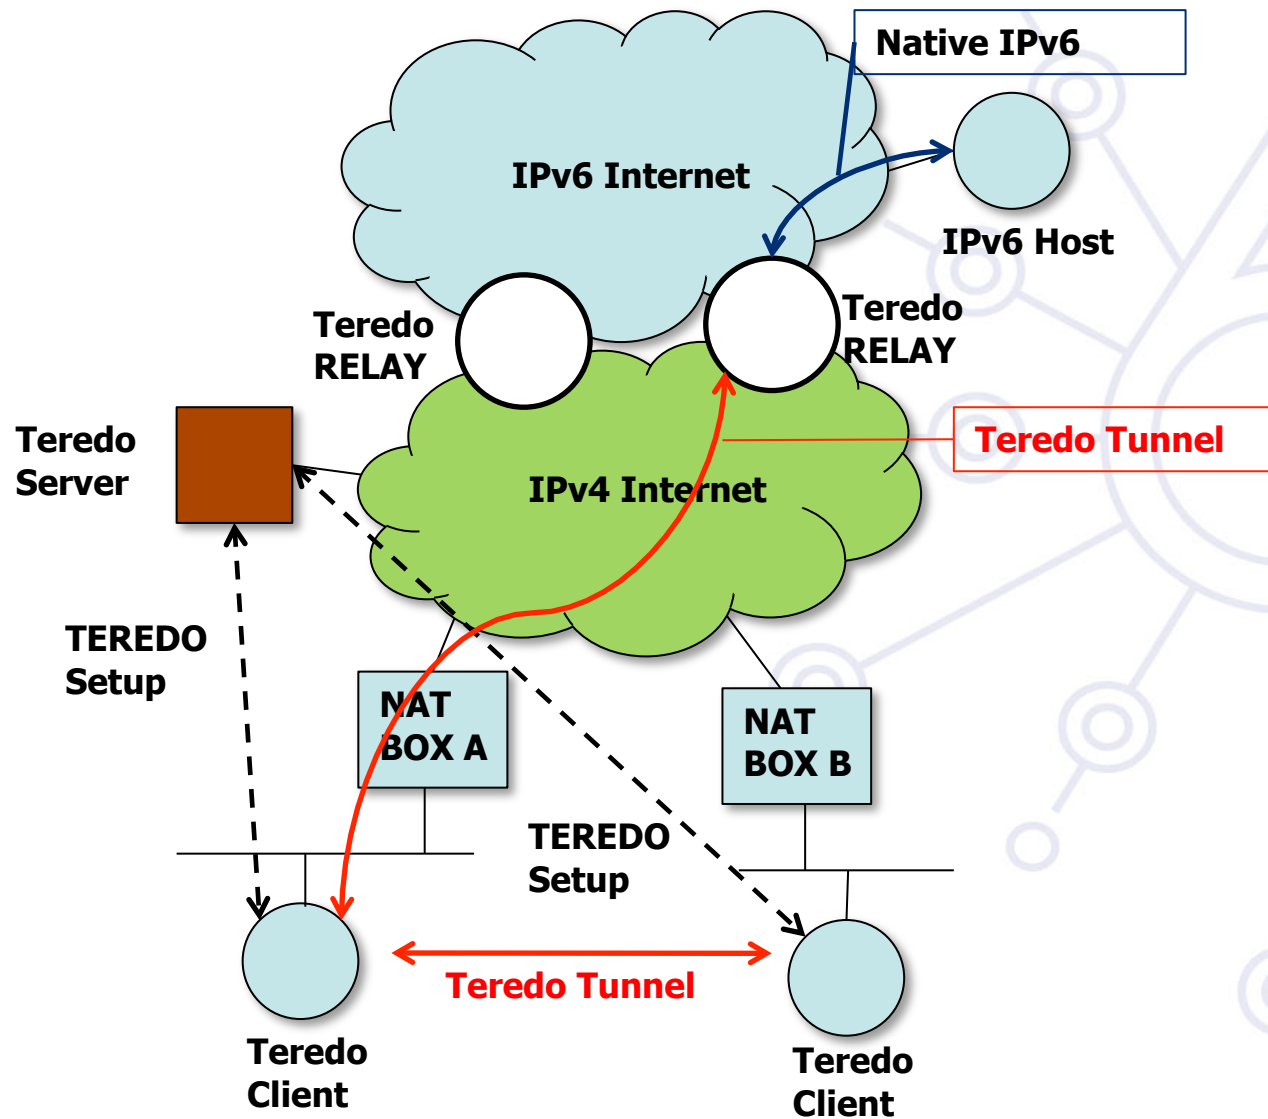 Native IPv6
IPv6 Internet
IPv6 Host
Teredo
RELAY
Teredo
RELAY
Teredo
Server
Teredo Tunnel
IPv4 Internet
TEREDO
Setup
NAT
BOX A
NAT
BOX B
TEREDO
Setup
Teredo Tunnel
Teredo
Client
Teredo
Client